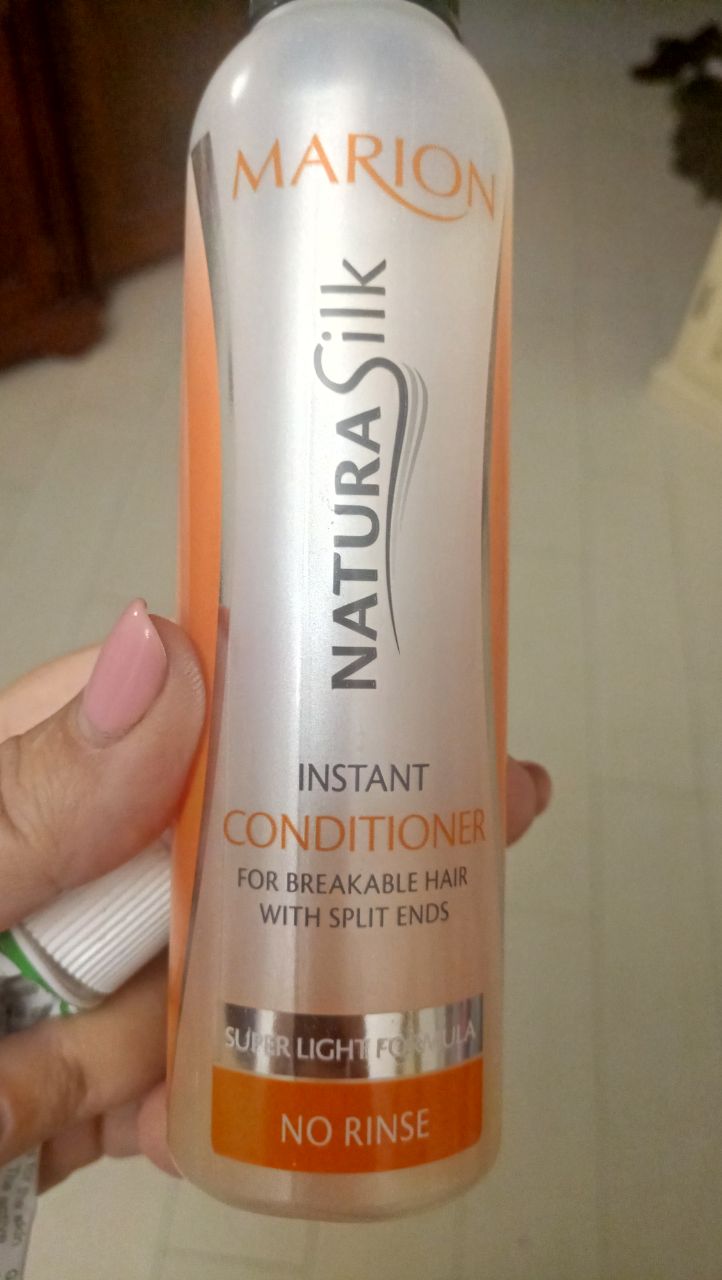 MARION
NATURA Silk
INSTANT
CONDITIONER
FOR BREAKABLE HAIR
WITH SPLIT ENDS
SUPER LIGHT FORMULA
NO RINSE